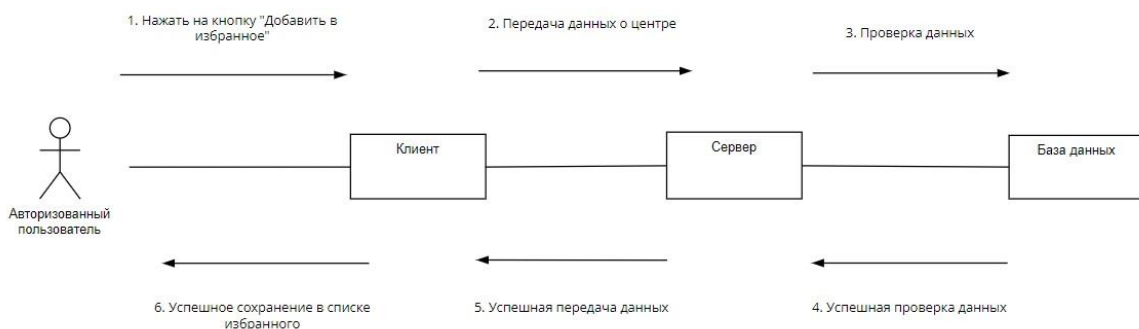 1. Нажать на кнопку "Добавить в
избранное"
2. Передача данных о центре
3. Проверка данных
Клиент
Сервер
База данных
Авторизованный
пользователь
6. Успешное сохранение в списке
избранного
5. Успешная передача данных
4. Успешная проверка данных